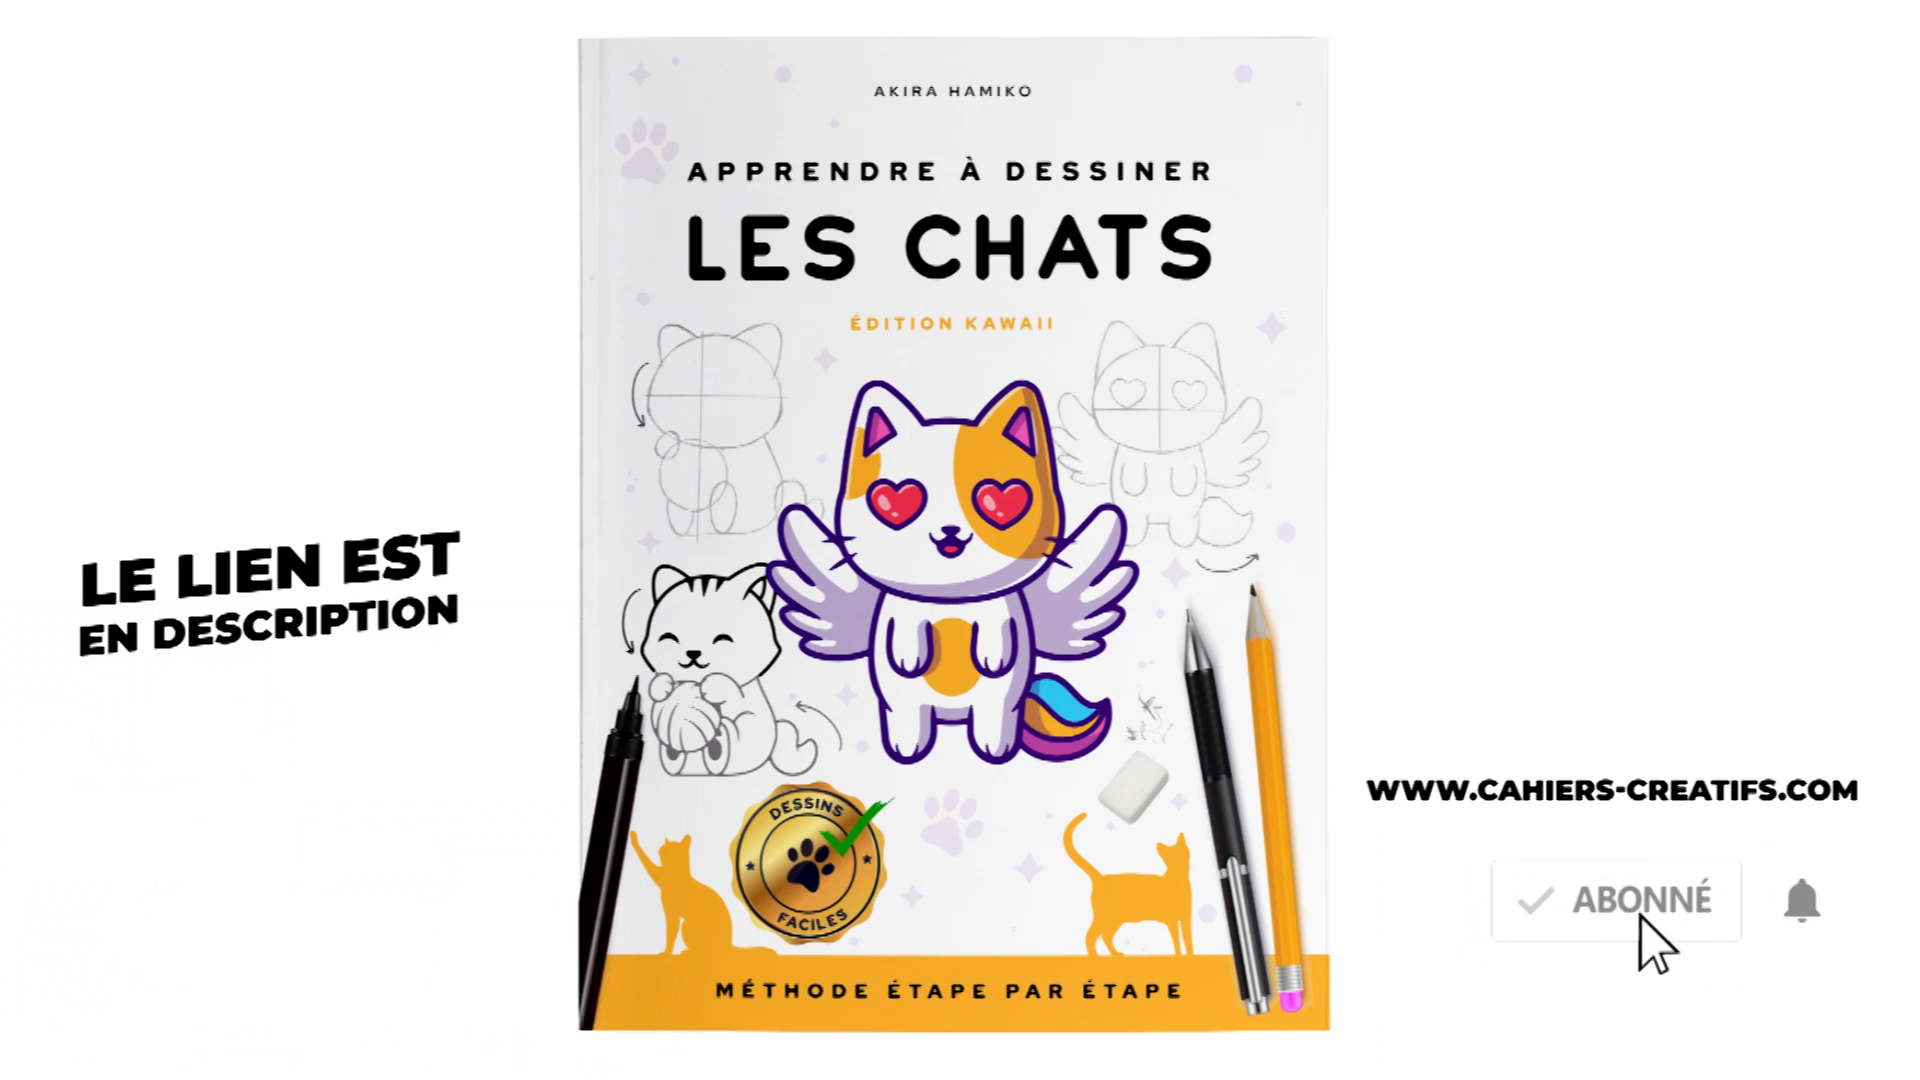 AKIRA HAMIKO
APPRENDRE À DESSINER
LES CHATS
ÉDITION KAWAII
LE LIEN EST
EN DESCRIPTION
WWW.CAHIERS-CREATIFS.COM
DESSINS
FACILES
ABONNÉ
MÉTHODE ÉTAPE PAR ÉTAPE